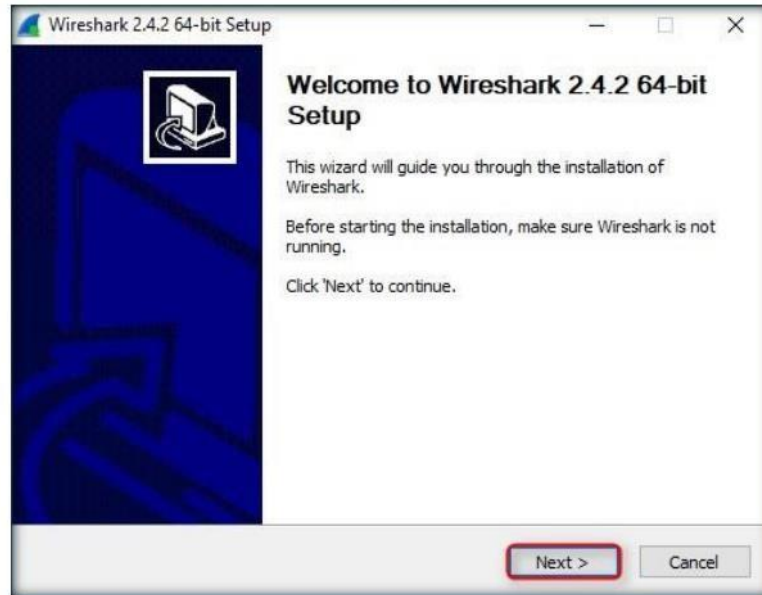 Wireshark 2.4.2 64-bit Setup
Welcome to Wireshark 2.4.2 64-bit
Setup
This wizard will guide you through the installation of
Wireshark.
Before starting the installation, make sure Wireshark is not
running.
Click 'Next' to continue.
Next >
Cancel